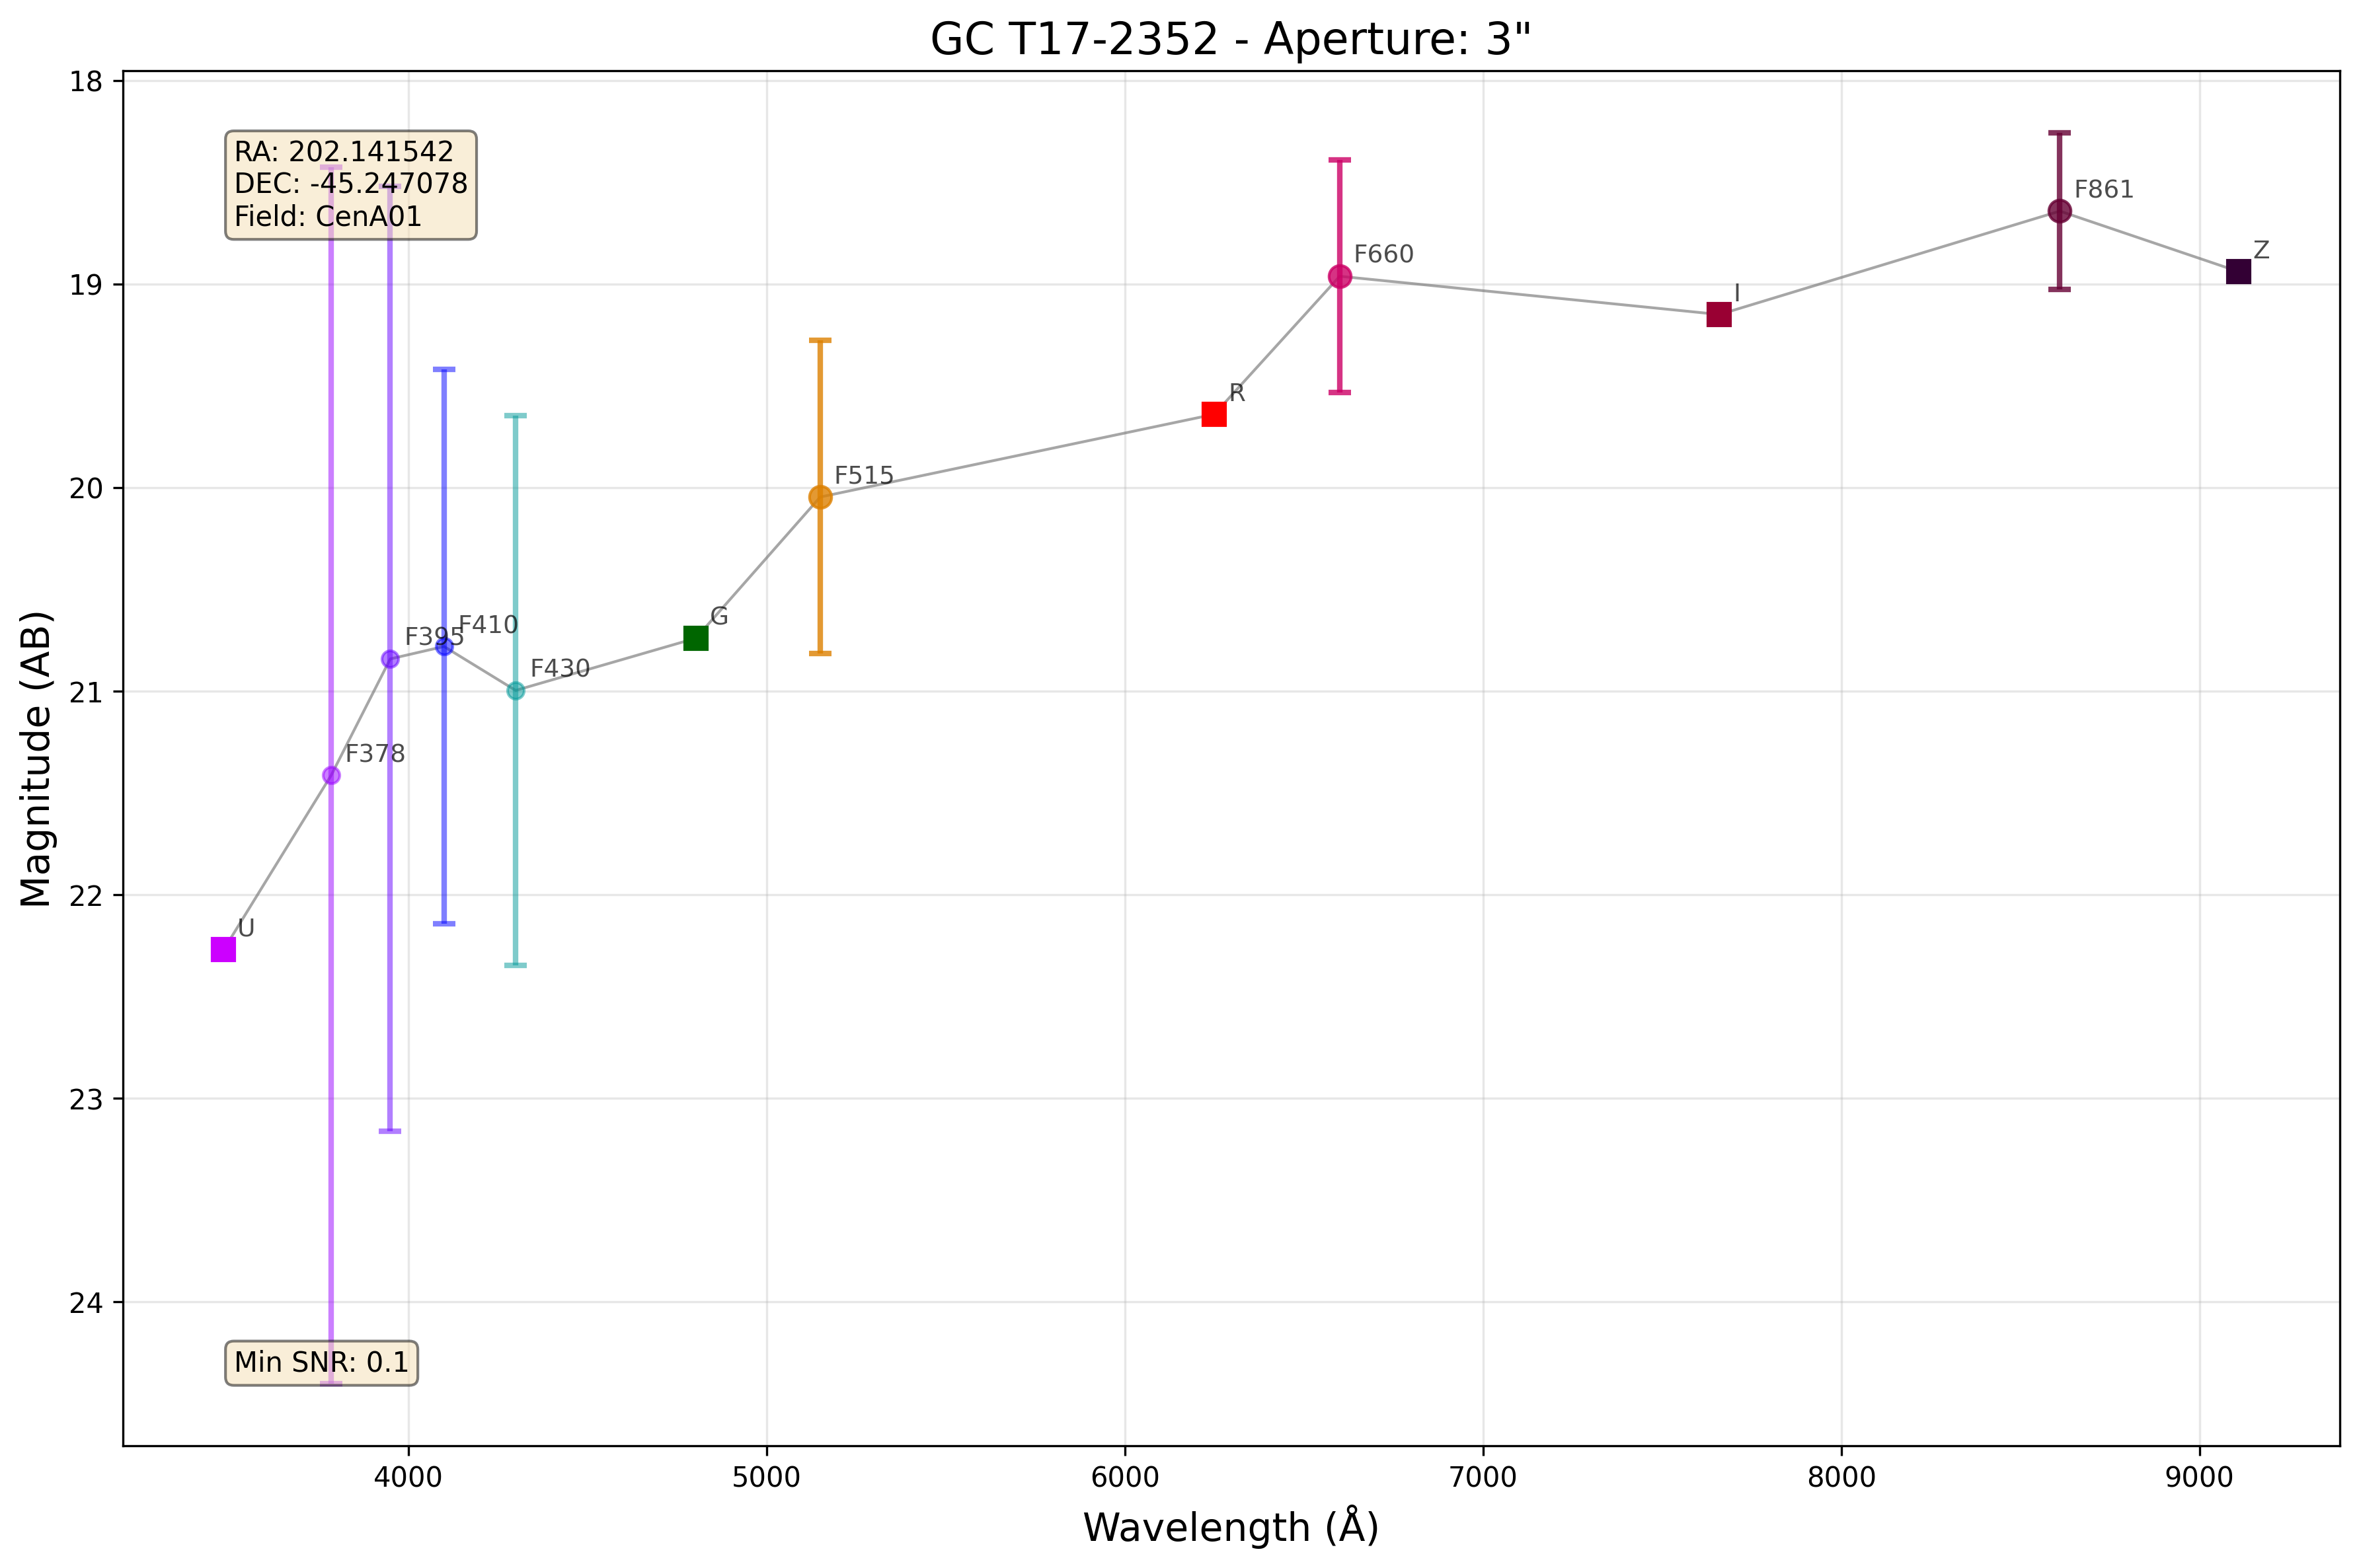 GC T17-2352 - Aperture: 3"
18
RA: 202.141542
DEC: -45.247078
Field: CenA01
F861
Z
F660
19
I
R
F515
20
G
F410
F395
F430
21
F378
Magnitude (AB)
22
U
23
24
Min SNR: 0.1
4000
5000
6000
7000
8000
9000
Wavelength (Å)